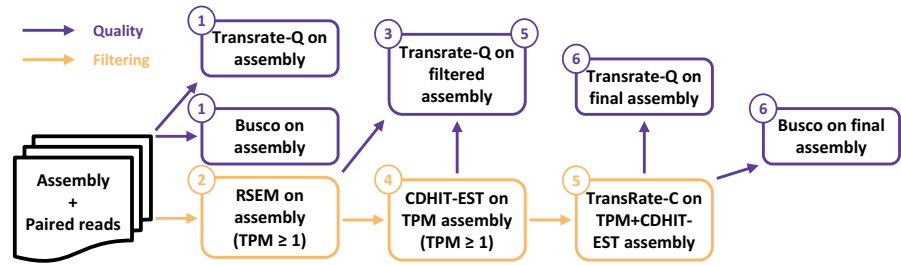 Quality
Filtering
1
Transrate-Q on
assembly
1
Busco on
assembly
Assembly
+
Paired reads
2
RSEM on
assembly
(TPM ≥ 1)
3
5
Transrate-Q on
filtered
assembly
4
CDHIT-EST on
TPM assembly
(TPM ≥ 1)
5
TransRate-C on
TPM+CDHIT-
EST assembly
6
Transrate-Q on
final assembly
6
Busco on final
assembly